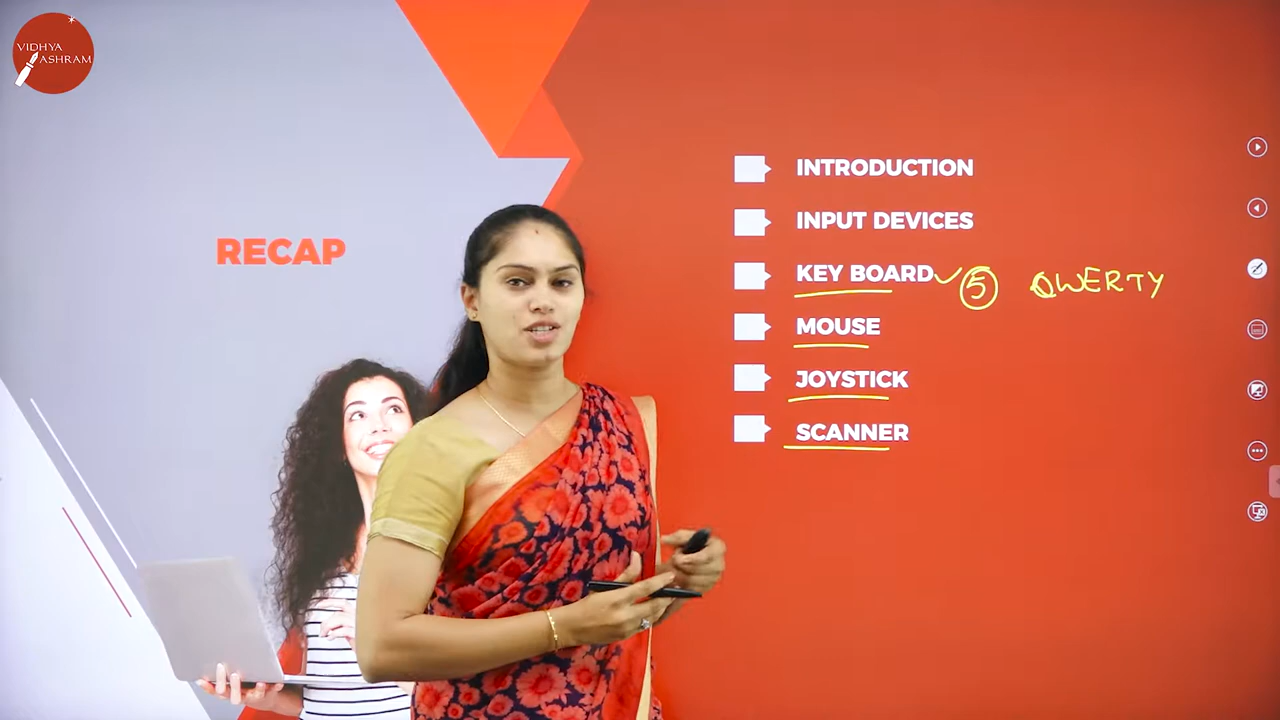 VIDHYA
ASHRAM
RECAP
INTRODUCTION
INPUT DEVICES
KEY BOARD ✓ ⑤ QWERTY
MOUSE
JOYSTICK
SCANNER